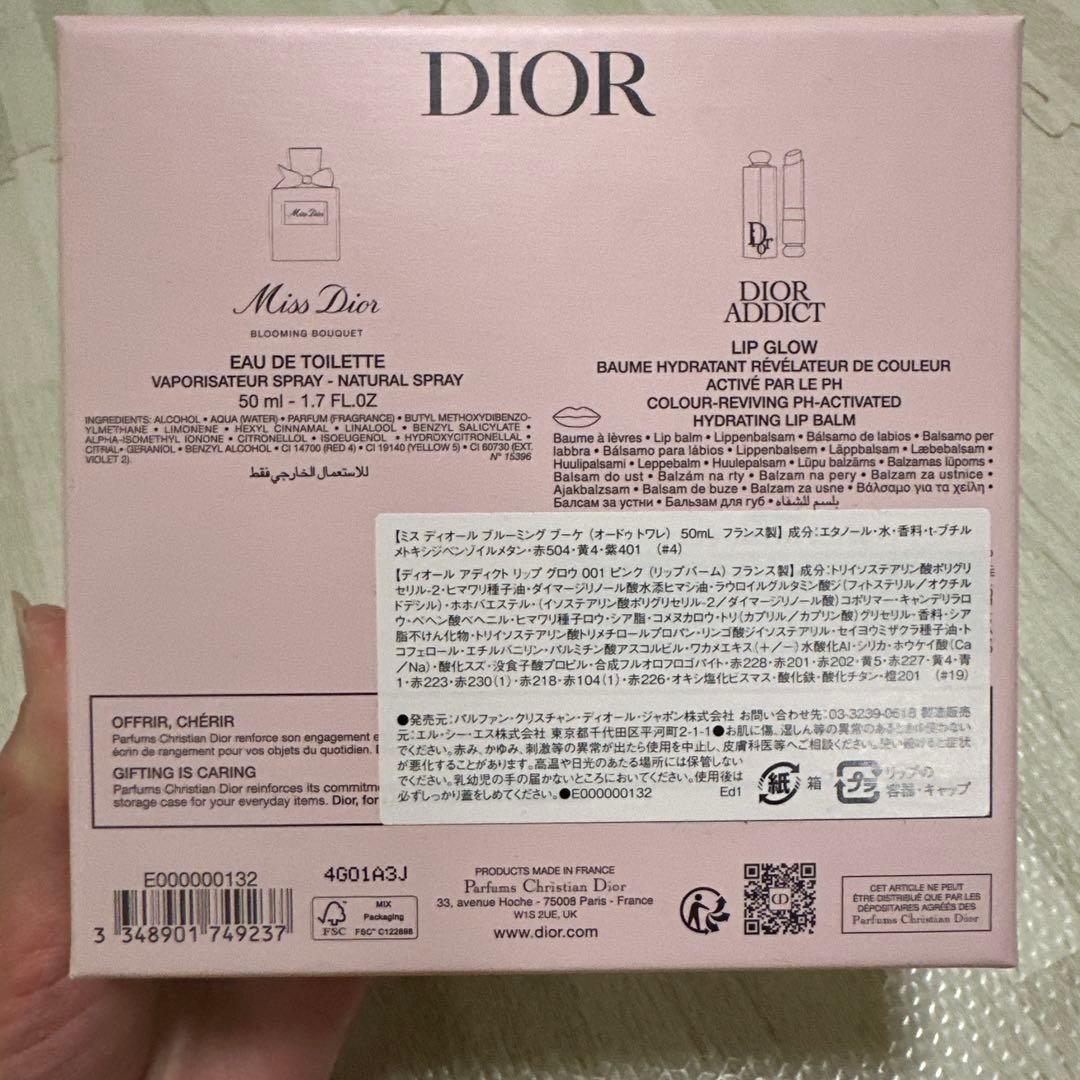 DIOR
Miss Dior
Miss Dior
BLOOMING BOUQUET
EAU DE TOILETTE
VAPORISATEUR SPRAY - NATURAL SPRAY
50 ml - 1.7 FL.OZ
INGREDIENTS: ALCOHOL • AQUA (WATER) • PARFUM (FRAGRANCE) • BUTYL METHOXYDIBENZO-
YLMETHANE • LIMONENE • HEXYL CINNAMAL • LINALOOL • BENZYL SALICYLATE •
ALPHA-ISOMETHYL IONONE • CITRONELLOL • ISOEUGENOL • HYDROXYCITRONELLAL •
CITRAL • GERANIOL • BENZYL ALCOHOL • CI 14700 (RED 4) • CI 19140 (YELLOW 5) • CI 60730 (EXT.
VIOLET 2).
N° 15396
للاستعمال الخارجي فقط
Dior
DIOR
ADDICT
LIP GLOW
BAUME HYDRATANT RÉVÉLATEUR DE COULEUR
ACTIVÉ PAR LE PH
COLOUR-REVIVING PH-ACTIVATED
HYDRATING LIP BALM
Baume à lèvres • Lip balm • Lippenbalsam • Bálsamo de labios • Balsamo per
labbra • Bálsamo para lábios • Lippenbalsem • Läppbalsam • Læbebalsam •
Huulipalsami • Leppebalm • Huulepalsam • Lūpu balzāms • Balzamas lūpoms •
Balsam do ust • Balzám na rty • Balzam na pery • Balzam za ustnice •
Ajakbalzsam • Balsam de buze • Balzam za usne • Βάλσαμο για τα χείλη •
Балсам за устни • Бальзам для губ • بلسم للشفاه
【ミス ディオール ブルーミング ブーケ (オードゥ トワレ) 50mL フランス製】成分:エタノール・水・香料・t-ブチル
メトキシジベンゾイルメタン・赤504・黄4・紫401 (#4)
【ディオール アディクト リップ グロウ 001 ピンク (リップバーム) フランス製】成分:トリイソステアリン酸ポリグリ
セリル-2・ヒマワリ種子油・ダイマージリノール酸水添ヒマシ油・ラウロイルグルタミン酸ジ(フィトステリル/オクチル
ドデシル)・ホホバエステル・(イソステアリン酸ポリグリセリル-2/ダイマージリノール酸)コポリマー・キャンデリラロ
ウ・ベヘン酸ベヘニル・ヒマワリ種子ロウ・シア脂・コメヌカロウ・トリ(カプリル/カプリン酸)グリセリル・香料・シア
脂不けん化物・トリイソステアリン酸トリメチロールプロパン・リンゴ酸ジイソステアリル・セイヨウミザクラ種子油・ト
コフェロール・エチルバニリン・パルミチン酸アスコルビル・ワカメエキス(+/-)水酸化Al・シリカ・ホウケイ酸(Ca
/Na)・酸化スズ・没食子酸プロピル・合成フルオロフロゴパイト・赤228・赤201・赤202・黄5・赤227・黄4・青
1・赤223・赤230(1)・赤218・赤104(1)・赤226・オキシ塩化ビスマス・酸化鉄・酸化チタン・橙201 (#19)
●発売元:パルファン・クリスチャン・ディオール・ジャポン株式会社 お問い合わせ先:03-3239-0618 製造販売
元:エル・シー・エス株式会社 東京都千代田区平河町2-1-1●お肌に傷、湿しん等の異常のあるときは使わない
でください。赤み、かゆみ、刺激等の異常が出たら使用を中止し、皮膚科医等へご相談ください。使い続けると症状
が悪化することがあります。高温や日光のあたる場所には保管しない
でください。乳幼児の手の届かないところにおいてください。使用後は
必ずしっかり蓋をしめてください。●E000000132 Ed1
紙 箱
プラ リップの
容器・キャップ
OFFRIR, CHÉRIR
Parfums Christian Dior renforce son engagement e
écrin de rangement pour vos objets du quotidien. D
GIFTING IS CARING
Parfums Christian Dior reinforces its commitme
storage case for your everyday items. Dior, for
E000000132
3 348901 749237
4G01A3J
FSC
MIX
Packaging
FSC™ C122898
PRODUCTS MADE IN FRANCE
Parfums Christian Dior
33, avenue Hoche - 75008 Paris - France
W1S 2UE, UK
www.dior.com
CD
CET ARTICLE NE PEUT
ÊTRE DISTRIBUÉ QUE PAR LES
DÉPOSITAIRES AGRÉÉS DES
Parfums Christian Dior